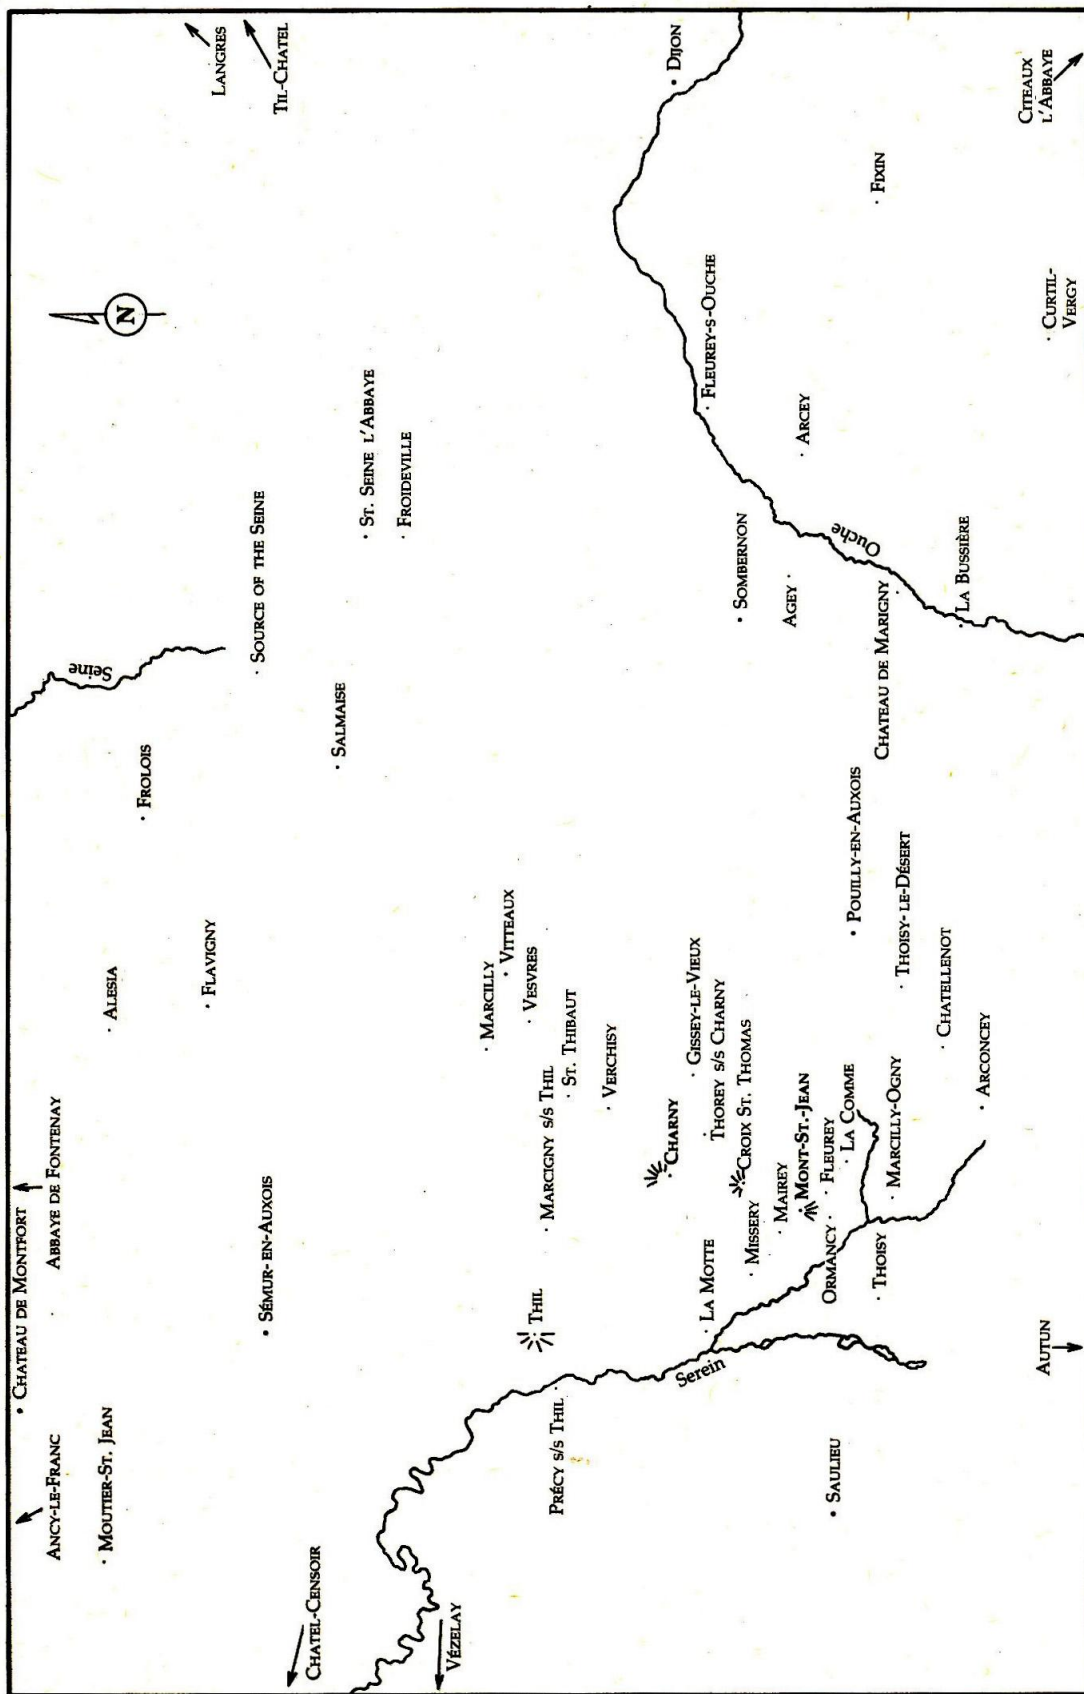 ANCY-LE-FRANC
CHATEAU DE MONTFORT
ABBAYE DE FONTENAY
MOUTIER-ST. JEAN
ALESIA
FROLOIS
Seine
N
LANGRES
TIL-CHATEL
FLAVIGNY
SÉMUR-EN-AUXOIS
SOURCE OF THE SEINE
CHATEL-CENSOIR
SALMAISE
ST. SEINE L'ABBAYE
FROIDEVILLE
VÉZELAY
MARCILLY
VITTEAUX
VESVRES
THIL
MARCIGNY S/S THIL
ST. THIBAUT
PRÉCY S/S THIL
VERCHISY
CHARNY
GISSEY-LE-VIEUX
THOREY S/S CHARNY
CROIX ST. THOMAS
Serein
LA MOTTE
MISSERY
MAIREY
MONT-ST.-JEAN
FLEUREY
LA COMME
ORMANCY
THOISY
MARCILLY-OGNY
SAULIEU
DIJON
FLEUREY-S-OUCHE
SOMBERNON
AGEY
ARCEY
Ouche
FIXIN
POUILLY-EN-AUXOIS
CHATEAU DE MARIGNY
THOISY-LE-DÉSERT
LA BUSSIÈRE
CHATELLENOT
ARCONCEY
AUTUN
CURTIL-
VERGY
CITEAUX
L'ABBAYE